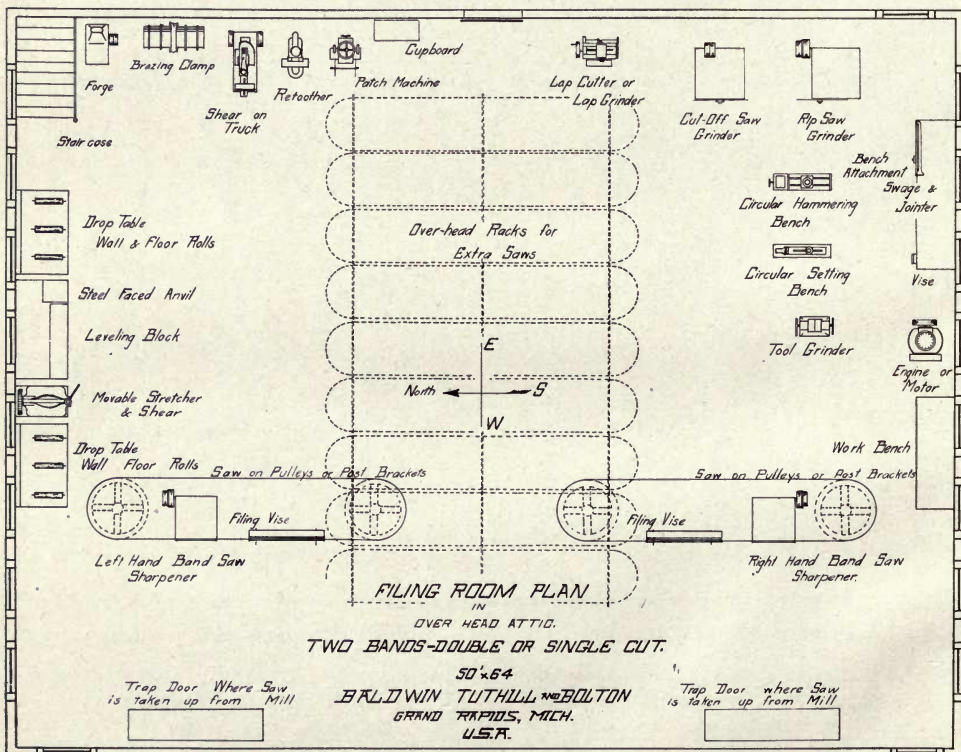 Forge
Brazing Clamp
Shear on
Truck
Retoother
Patch Machine
Cupboard
Lap Cutter or
Lap Grinder
Cut-Off Saw
Grinder
Rip Saw
Grinder
Stair case
Bench
Attachment
Swage &
Jointer
Circular Hammering
Bench
Drop Table
Wall & Floor Rolls
Over-head Racks for
Extra Saws
Circular Setting
Bench
Vise
Steel Faced Anvil
Leveling Block
Tool Grinder
Engine or
Motor
E
North S
W
Movable Stretcher
& Shear
Drop Table
Wall Floor Rolls
Work Bench
Saw on Pulleys or Post Brackets
Saw on Pulleys or Post Brackets
Filing Vise
Filing Vise
Left Hand Band Saw
Sharpener
Right Hand Band Saw
Sharpener.
FILING ROOM PLAN
IN
OVER HEAD ATTIC.
TWO BANDS-DOUBLE OR SINGLE CUT.
50'x64
BALDWIN TUTHILL AND BOLTON
GRAND RAPIDS, MICH.
U.S.A.
Trap Door Where Saw
is taken up from Mill
Trap Door where Saw
is taken up from Mill